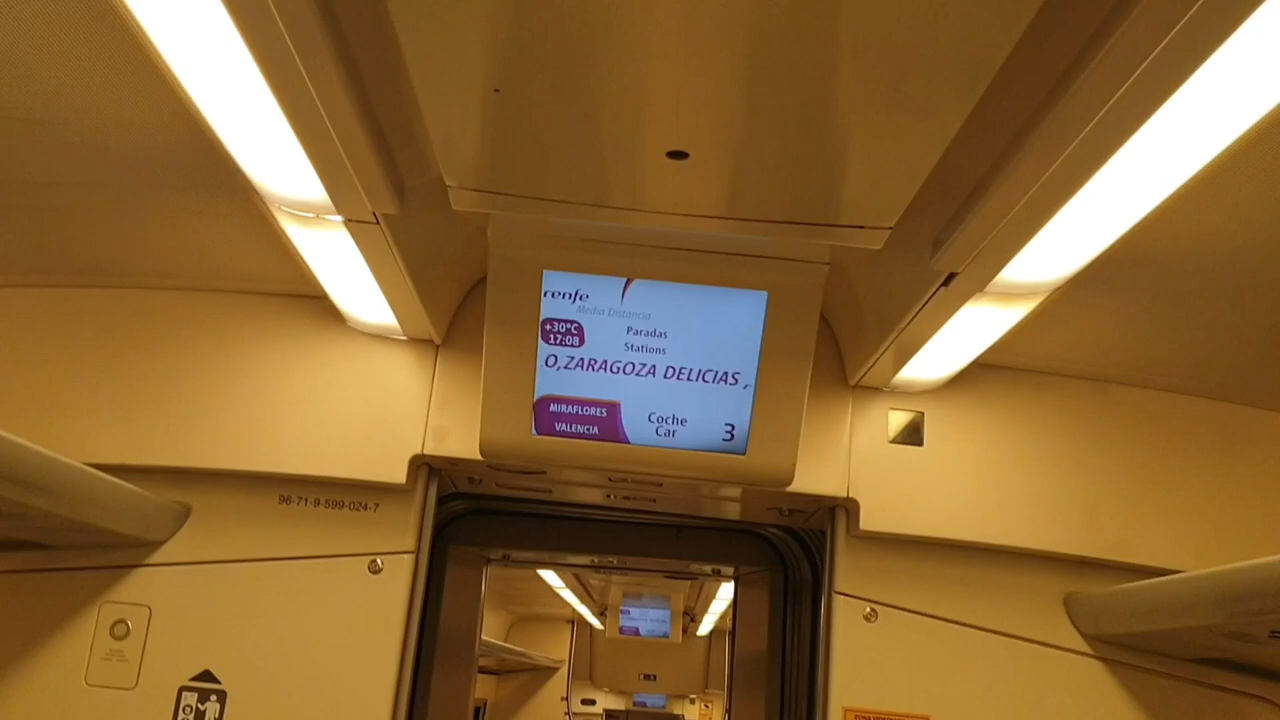 renfe
Media Distancia
+30°C
17:08
Paradas
Stations
O,ZARAGOZA DELICIAS ,
MIRAFLORES
VALENCIA
Coche
Car
3
96-71-9-599-024-7